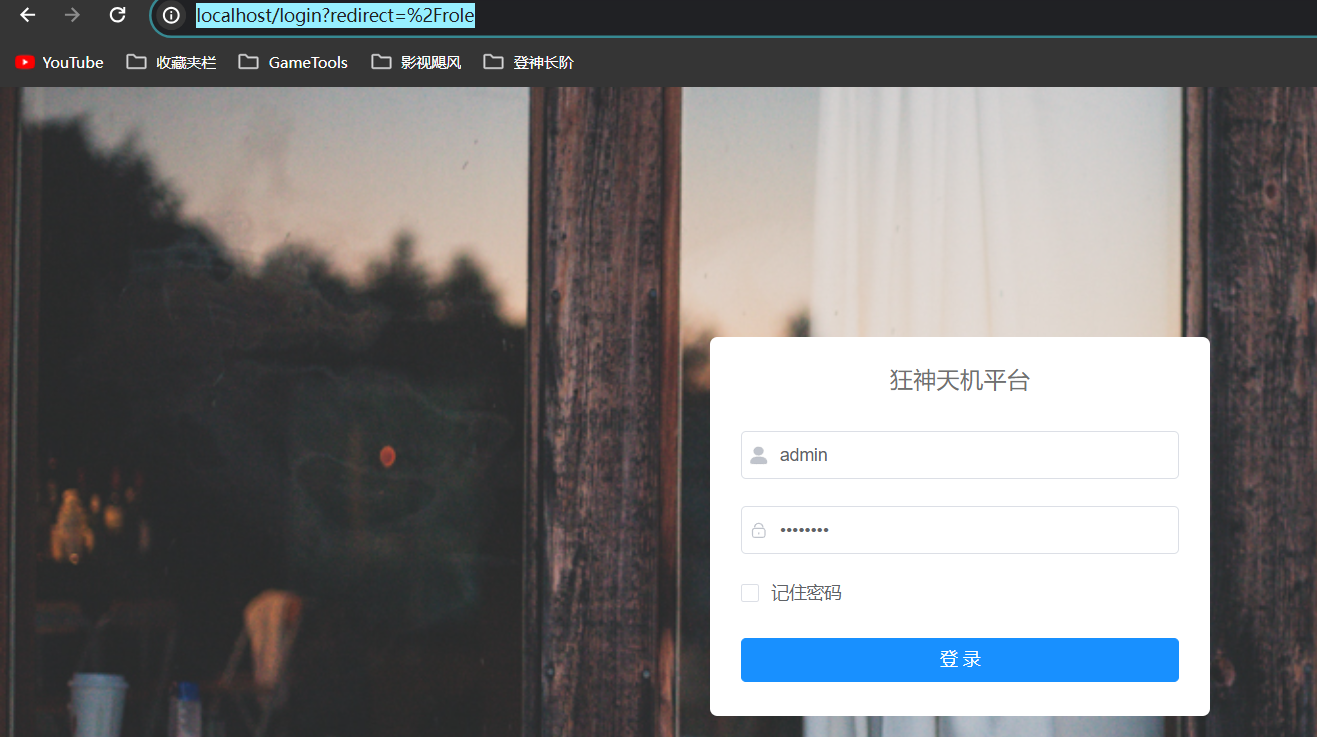 localhost/login?redirect=%2Frole
YouTube 收藏夹栏 GameTools 影视飓风 登神长阶
狂神天机平台
admin
••••••••
记住密码
登录